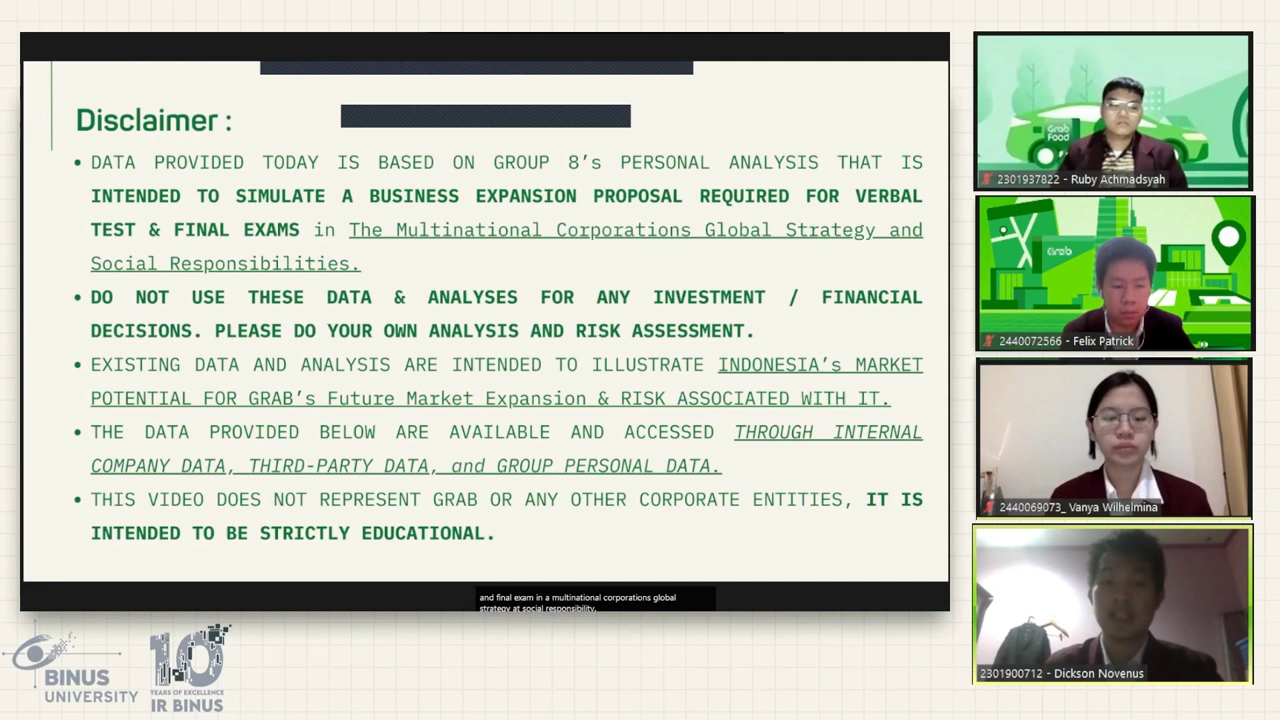 Disclaimer :
• DATA PROVIDED TODAY IS BASED ON GROUP 8’s PERSONAL ANALYSIS THAT IS
INTENDED TO SIMULATE A BUSINESS EXPANSION PROPOSAL REQUIRED FOR VERBAL
TEST & FINAL EXAMS in The Multinational Corporations Global Strategy and
Social Responsibilities.
• DO NOT USE THESE DATA & ANALYSES FOR ANY INVESTMENT / FINANCIAL
DECISIONS. PLEASE DO YOUR OWN ANALYSIS AND RISK ASSESSMENT.
• EXISTING DATA AND ANALYSIS ARE INTENDED TO ILLUSTRATE INDONESIA’s MARKET
POTENTIAL FOR GRAB’s Future Market Expansion & RISK ASSOCIATED WITH IT.
• THE DATA PROVIDED BELOW ARE AVAILABLE AND ACCESSED THROUGH INTERNAL
COMPANY DATA, THIRD-PARTY DATA, and GROUP PERSONAL DATA.
• THIS VIDEO DOES NOT REPRESENT GRAB OR ANY OTHER CORPORATE ENTITIES, IT IS
INTENDED TO BE STRICTLY EDUCATIONAL.
and final exam in a multinational corporations global
strategy at social responsibility.
Grab
Food
2301937822 - Ruby Achmadsyah
Grab
2440072566 - Felix Patrick
2440069073_ Vanya Wilhelmina
2301900712 - Dickson Novenus
BINUS
UNIVERSITY
10
YEARS OF EXCELLENCE
IR BINUS